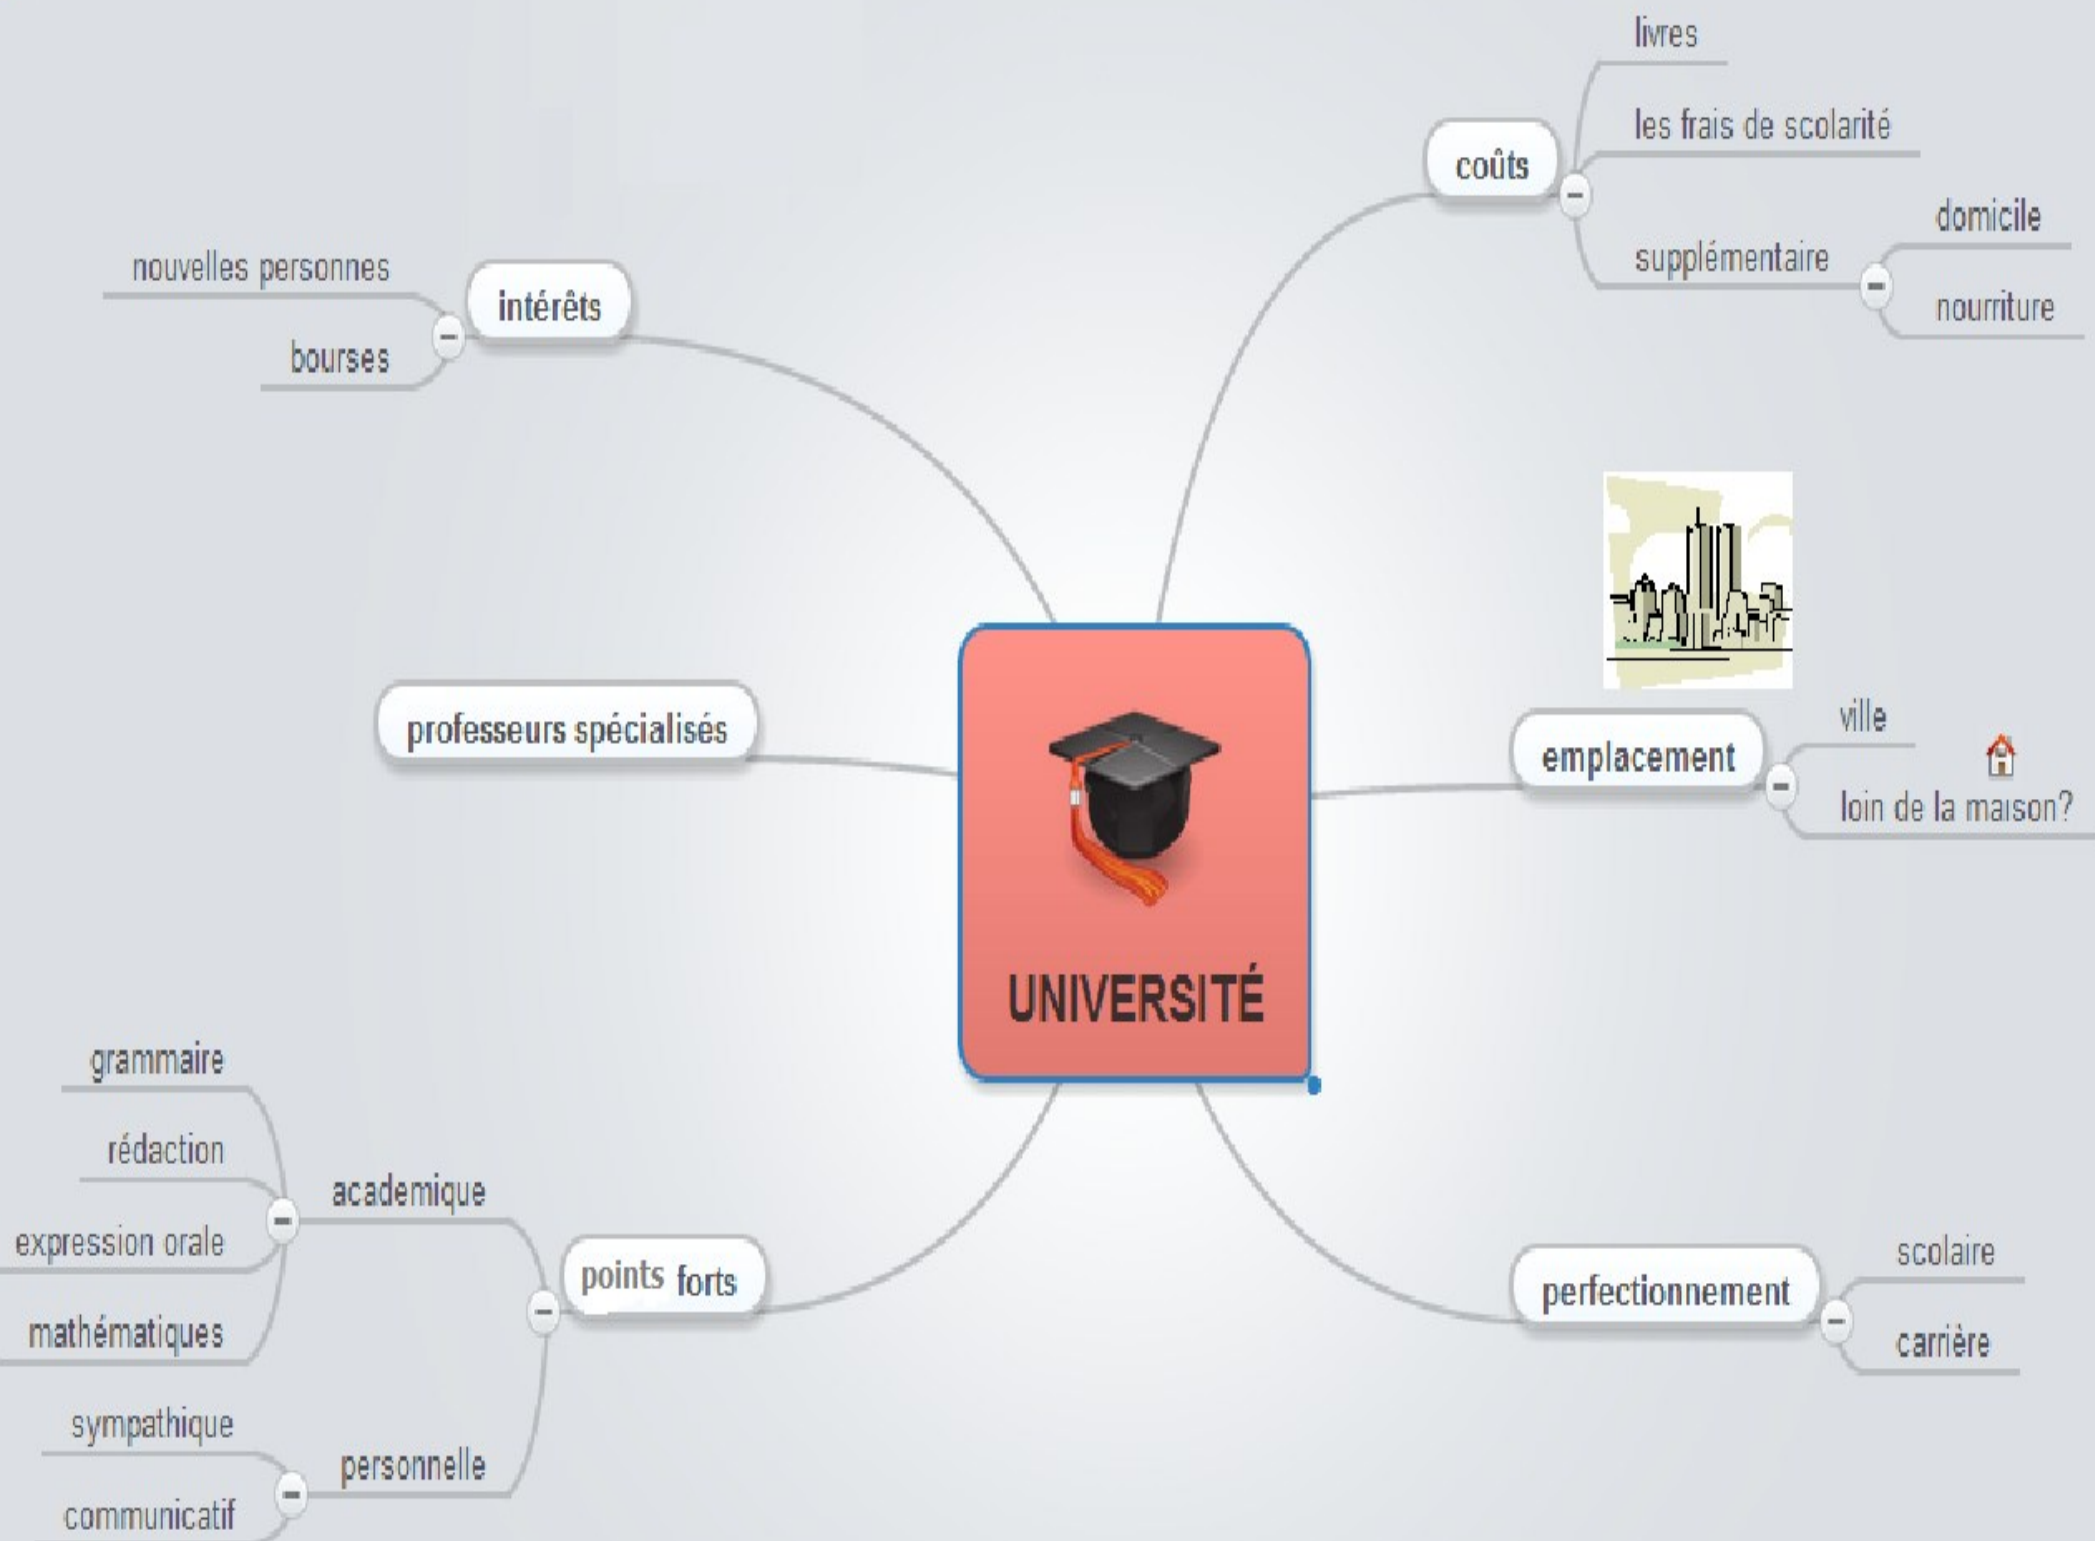 livres
les frais de scolarité
coûts
domicile
supplémentaire
nourriture
nouvelles personnes
intérêts
bourses
professeurs spécialisés
ville
emplacement
loin de la maison?
UNIVERSITÉ
grammaire
rédaction
academique
expression orale
points forts
mathématiques
sympathique
personnelle
communicatif
scolaire
perfectionnement
carrière